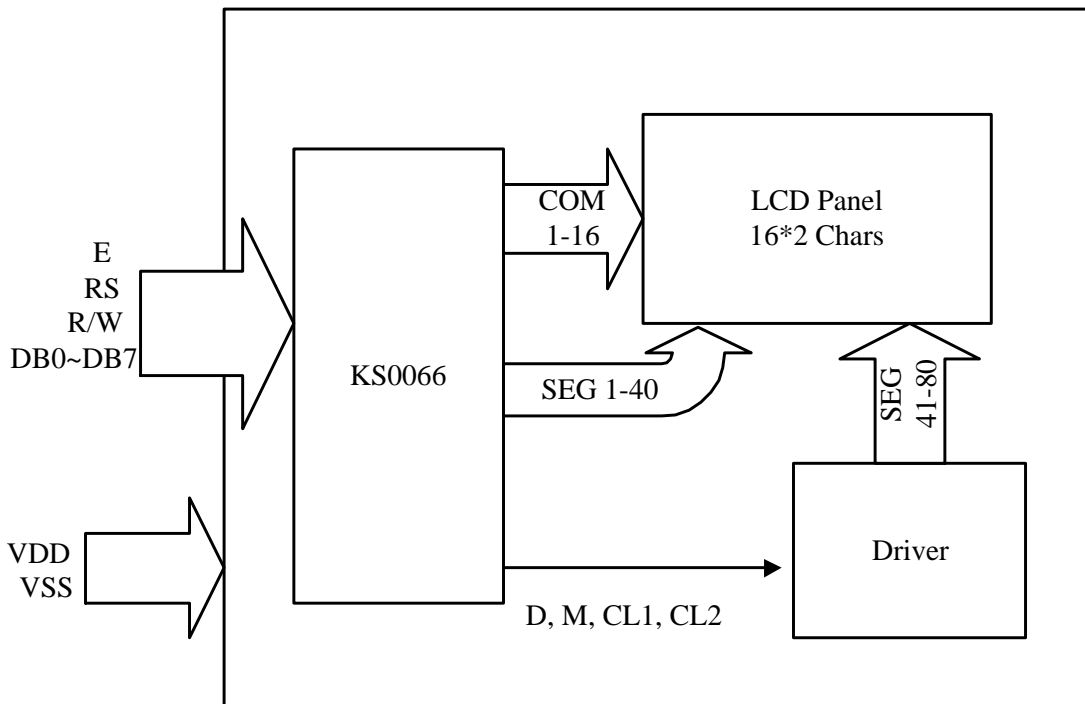 E
RS
R/W
DB0~DB7
VDD
VSS
KS0066
COM
1-16
SEG 1-40
D, M, CL1, CL2
LCD Panel
16*2 Chars
SEG
41-80
Driver